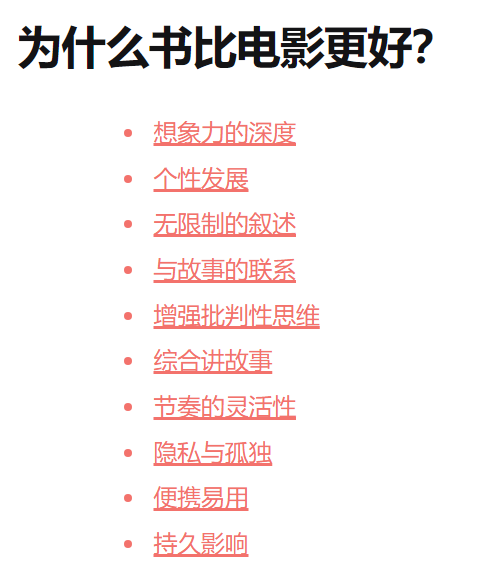 为什么书比电影更好?
想象力的深度
个性发展
无限制的叙述
与故事的联系
增强批判性思维
综合讲故事
节奏的灵活性
隐私与孤独
便携易用
持久影响